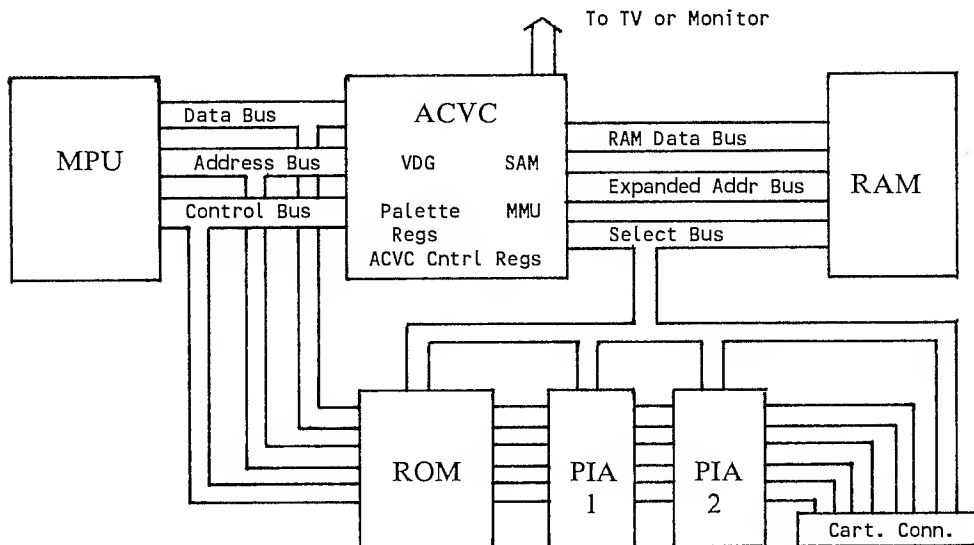 To TV or Monitor
MPU
Data Bus
Address Bus
Control Bus
ACVC
VDG SAM
Palette MMU
Regs
ACVC Cntrl Regs
RAM Data Bus
Expanded Addr Bus
Select Bus
RAM
ROM
PIA
1
PIA
2
Cart. Conn.